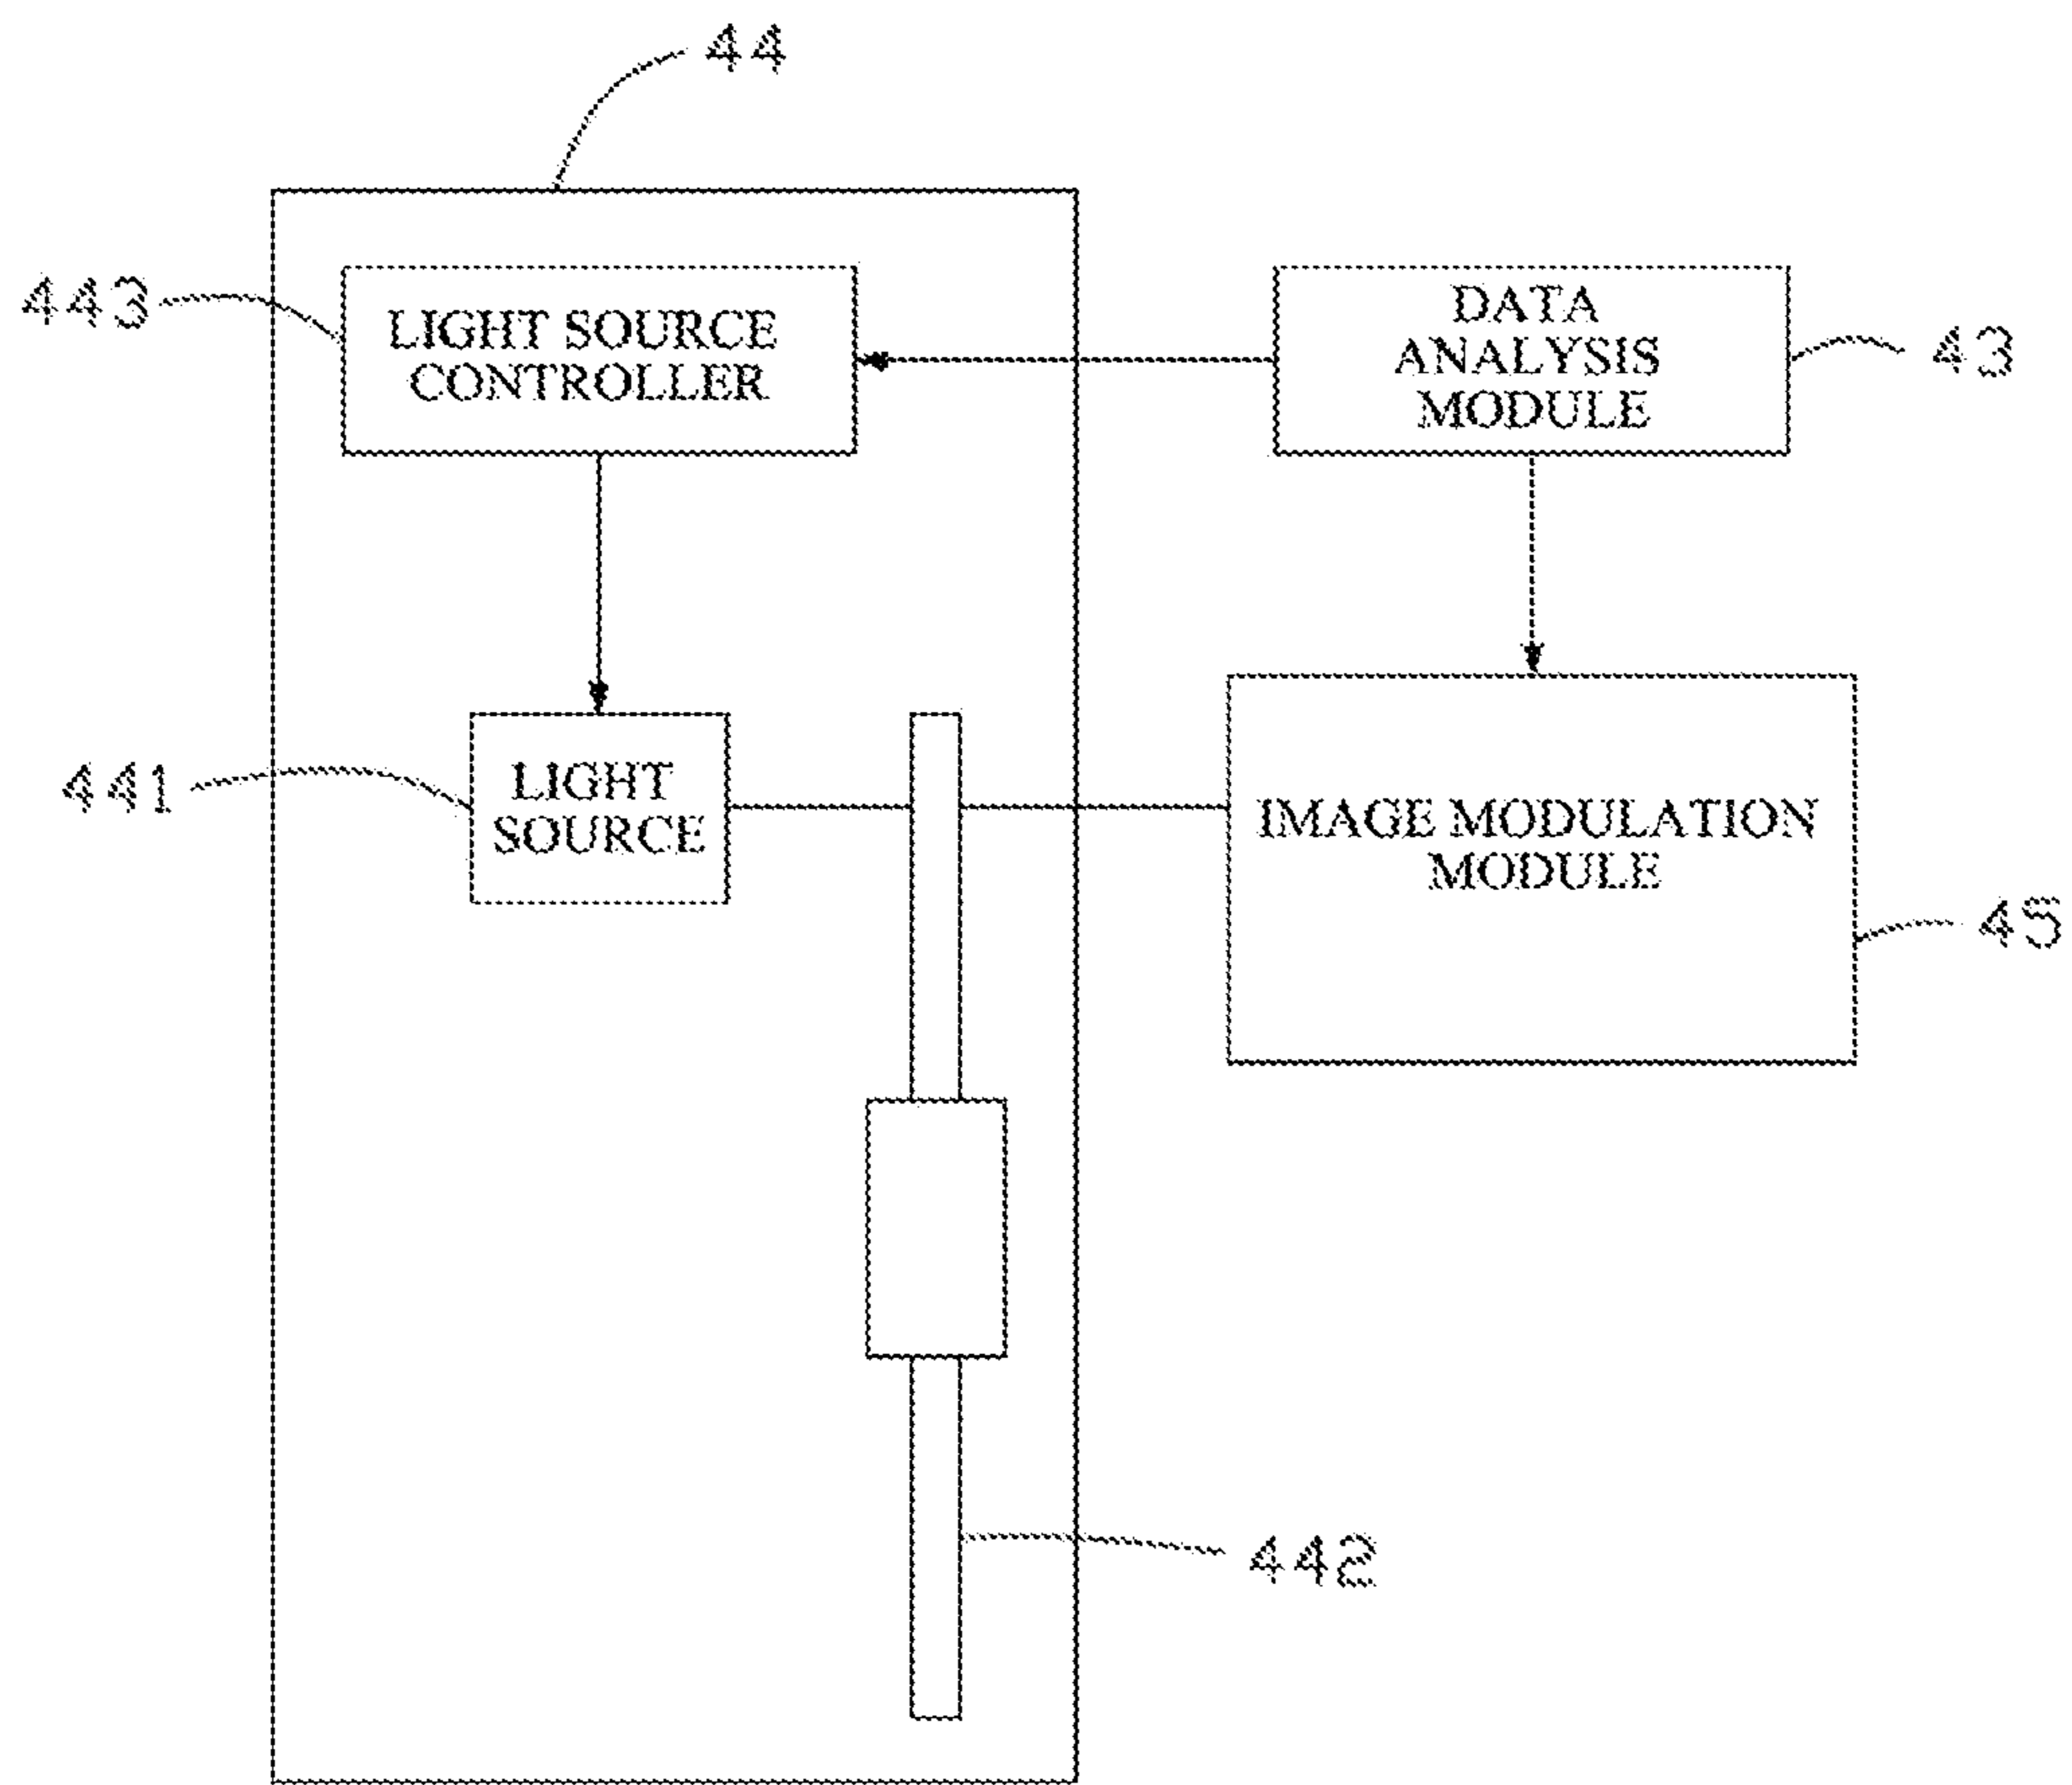 44
443
LIGHT SOURCE
CONTROLLER
DATA
ANALYSIS
MODULE
43
441
LIGHT
SOURCE
IMAGE MODULATION
MODULE
45
442